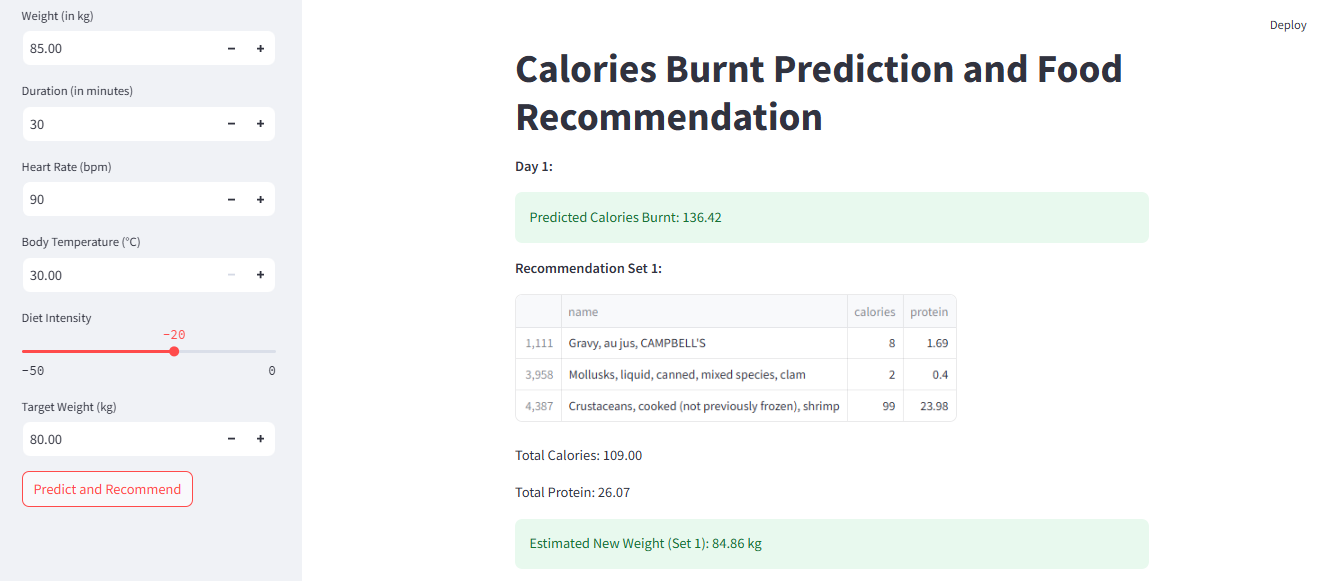 Weight (in kg)
85.00
Duration (in minutes)
30
Heart Rate (bpm)
90
Body Temperature (°C)
30.00
Diet Intensity
−20
−50 0
Target Weight (kg)
80.00
Predict and Recommend
Deploy
Calories Burnt Prediction and Food
Recommendation
Day 1:
Predicted Calories Burnt: 136.42
Recommendation Set 1:
name calories protein
1,111 Gravy, au jus, CAMPBELL'S 8 1.69
3,958 Mollusks, liquid, canned, mixed species, clam 2 0.4
4,387 Crustaceans, cooked (not previously frozen), shrimp 99 23.98
Total Calories: 109.00
Total Protein: 26.07
Estimated New Weight (Set 1): 84.86 kg